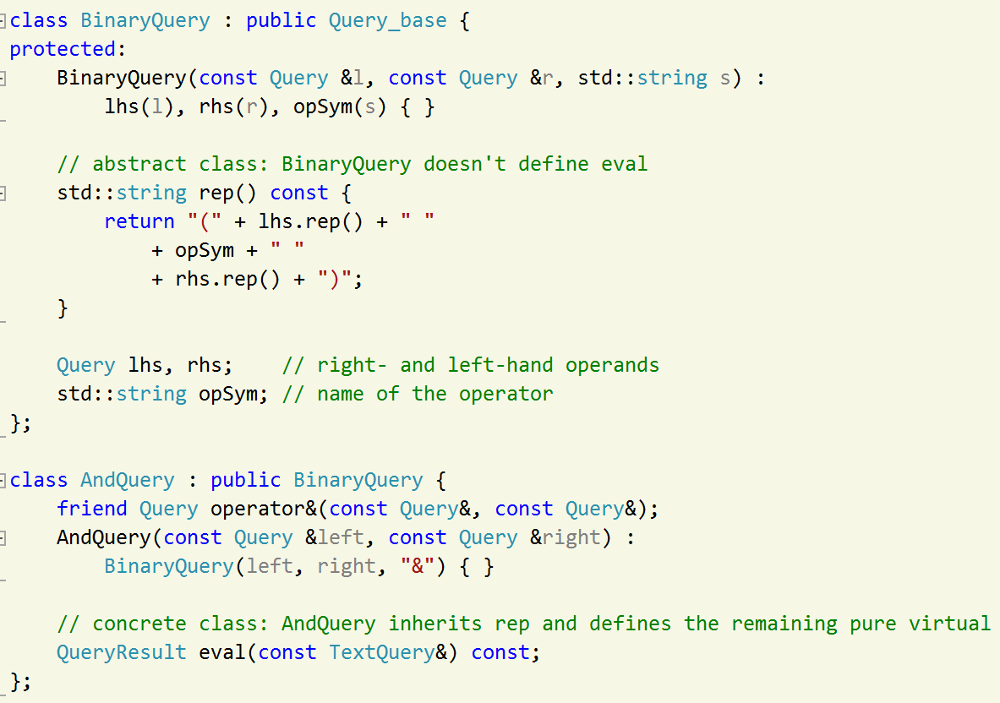 class BinaryQuery : public Query_base {
protected:
    BinaryQuery(const Query &l, const Query &r, std::string s) :
        lhs(l), rhs(r), opSym(s) { }

    // abstract class: BinaryQuery doesn't define eval
    std::string rep() const {
        return "(" + lhs.rep() + " "
            + opSym + " "
            + rhs.rep() + ")";
    }

    Query lhs, rhs;    // right- and left-hand operands
    std::string opSym; // name of the operator
};

class AndQuery : public BinaryQuery {
    friend Query operator&(const Query&, const Query&);
    AndQuery(const Query &left, const Query &right) :
        BinaryQuery(left, right, "&") { }

    // concrete class: AndQuery inherits rep and defines the remaining pure virtual
    QueryResult eval(const TextQuery&) const;
};